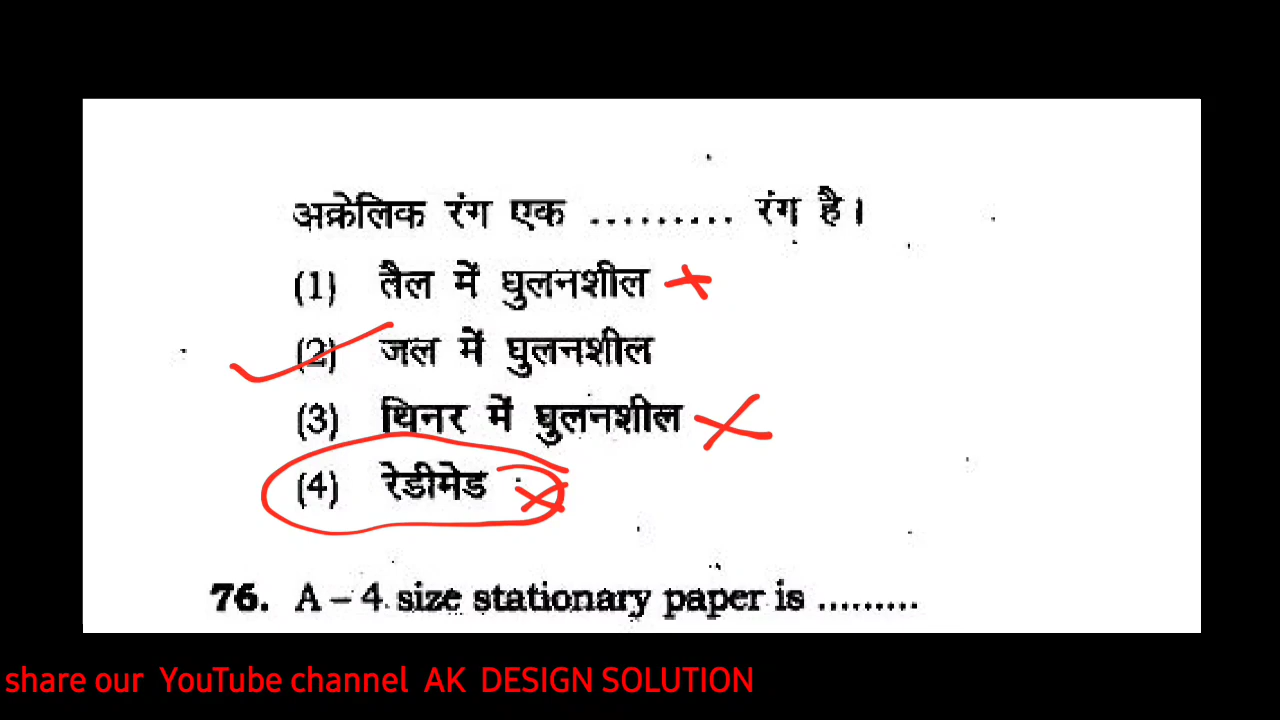 अक्रेलिक रंग एक ......... रंग है।
(1) तैल में घुलनशील
(2) जल में घुलनशील
(3) थिनर में घुलनशील
(4) रेडीमेड
76. A – 4 size stationary paper is .........
share our YouTube channel AK DESIGN SOLUTION